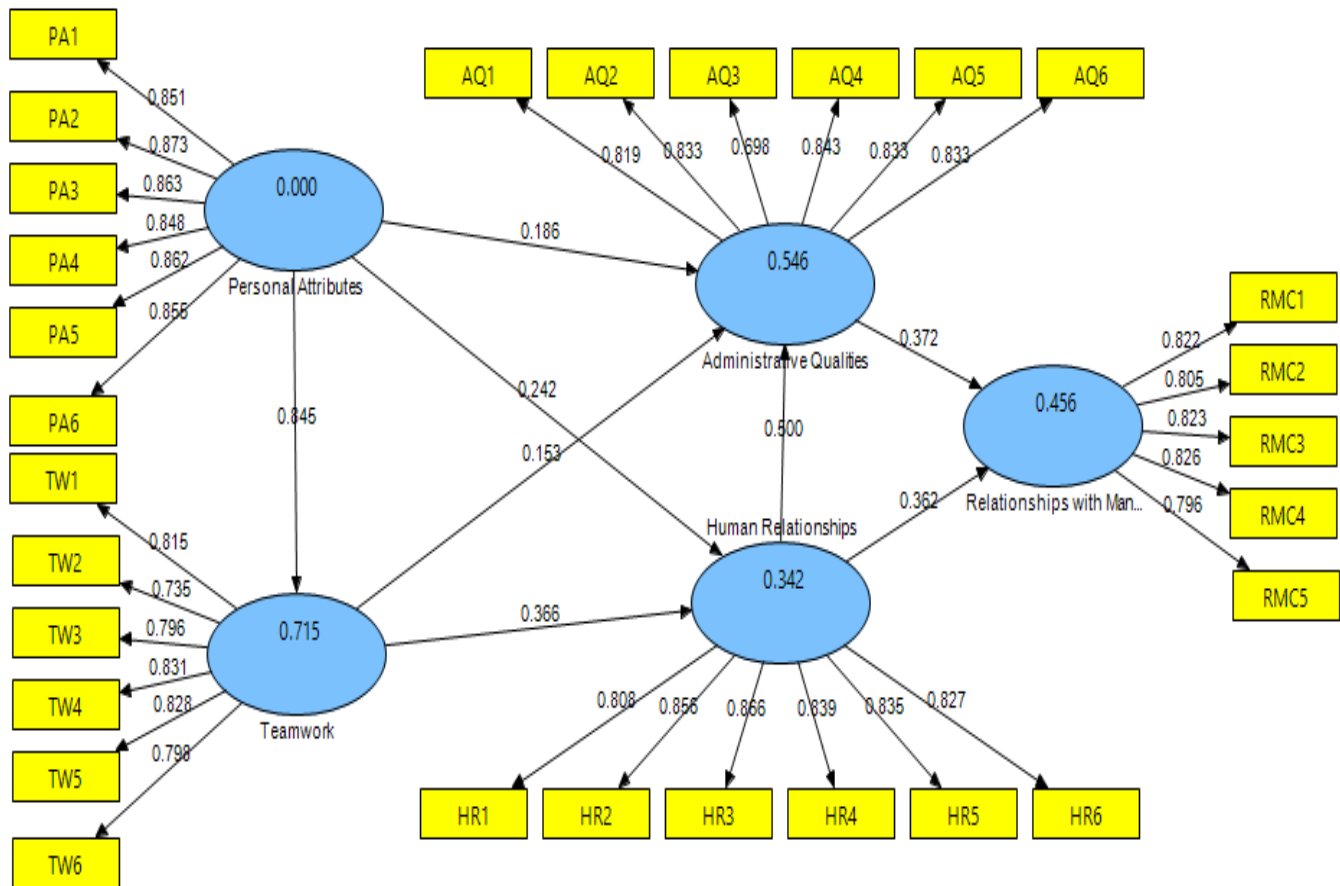 PA1
PA2
PA3
PA4
PA5
PA6
0.851
0.873
0.863
0.848
0.862
0.855
0.000
Personal Attributes
TW1
TW2
TW3
TW4
TW5
TW6
0.815
0.735
0.796
0.831
0.828
0.798
0.715
Teamwork
0.845
0.186
0.242
0.153
0.366
AQ1 AQ2 AQ3 AQ4 AQ5 AQ6
0.819 0.833 0.698 0.843 0.833 0.833
0.546
Administrative Qualities
0.500
Human Relationships
0.342
0.808 0.856 0.866 0.839 0.835 0.827
HR1 HR2 HR3 HR4 HR5 HR6
0.372
0.362
0.456
Relationships with Man...
0.822
0.805
0.823
0.826
0.796
RMC1
RMC2
RMC3
RMC4
RMC5